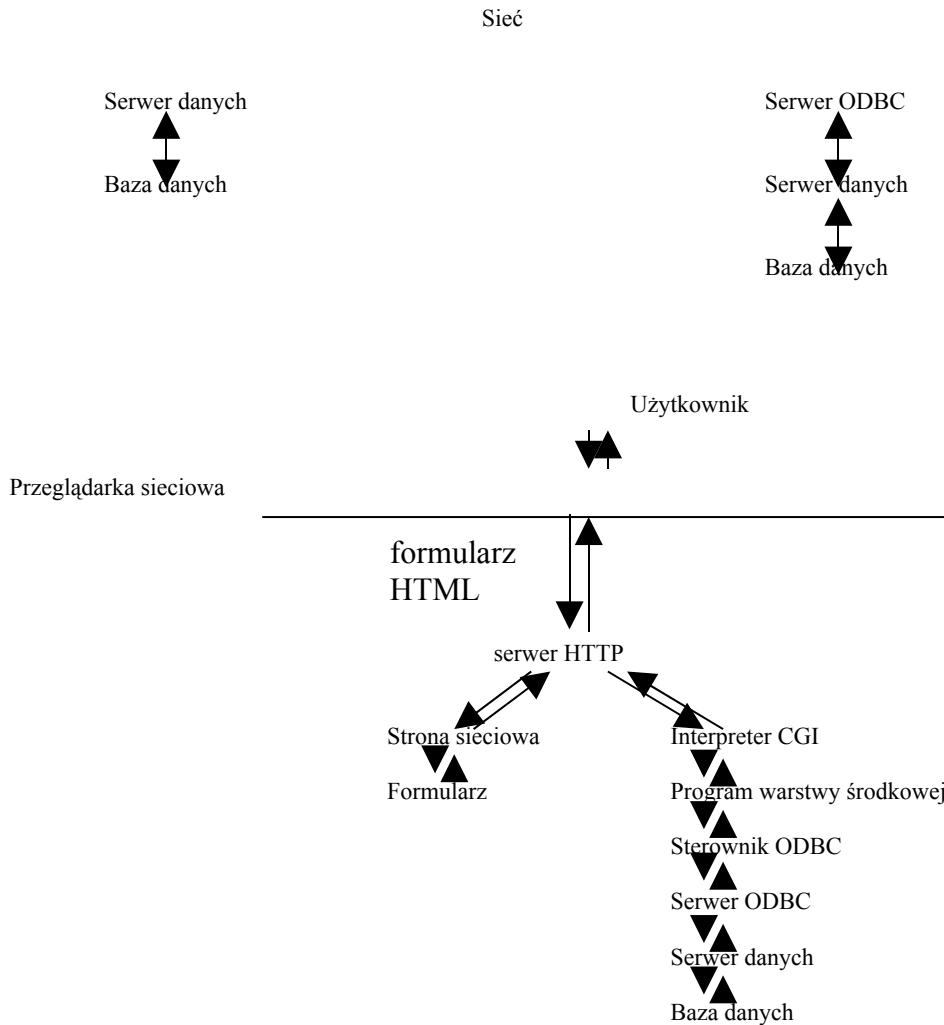 Sieć
Serwer danych
Serwer ODBC
Baza danych
Serwer danych
Baza danych
Użytkownik
Przeglądarka sieciowa
formularz
HTML
serwer HTTP
Strona sieciowa
Interpreter CGI
Formularz
Program warstwy środkowej
Sterownik ODBC
Serwer ODBC
Serwer danych
Baza danych